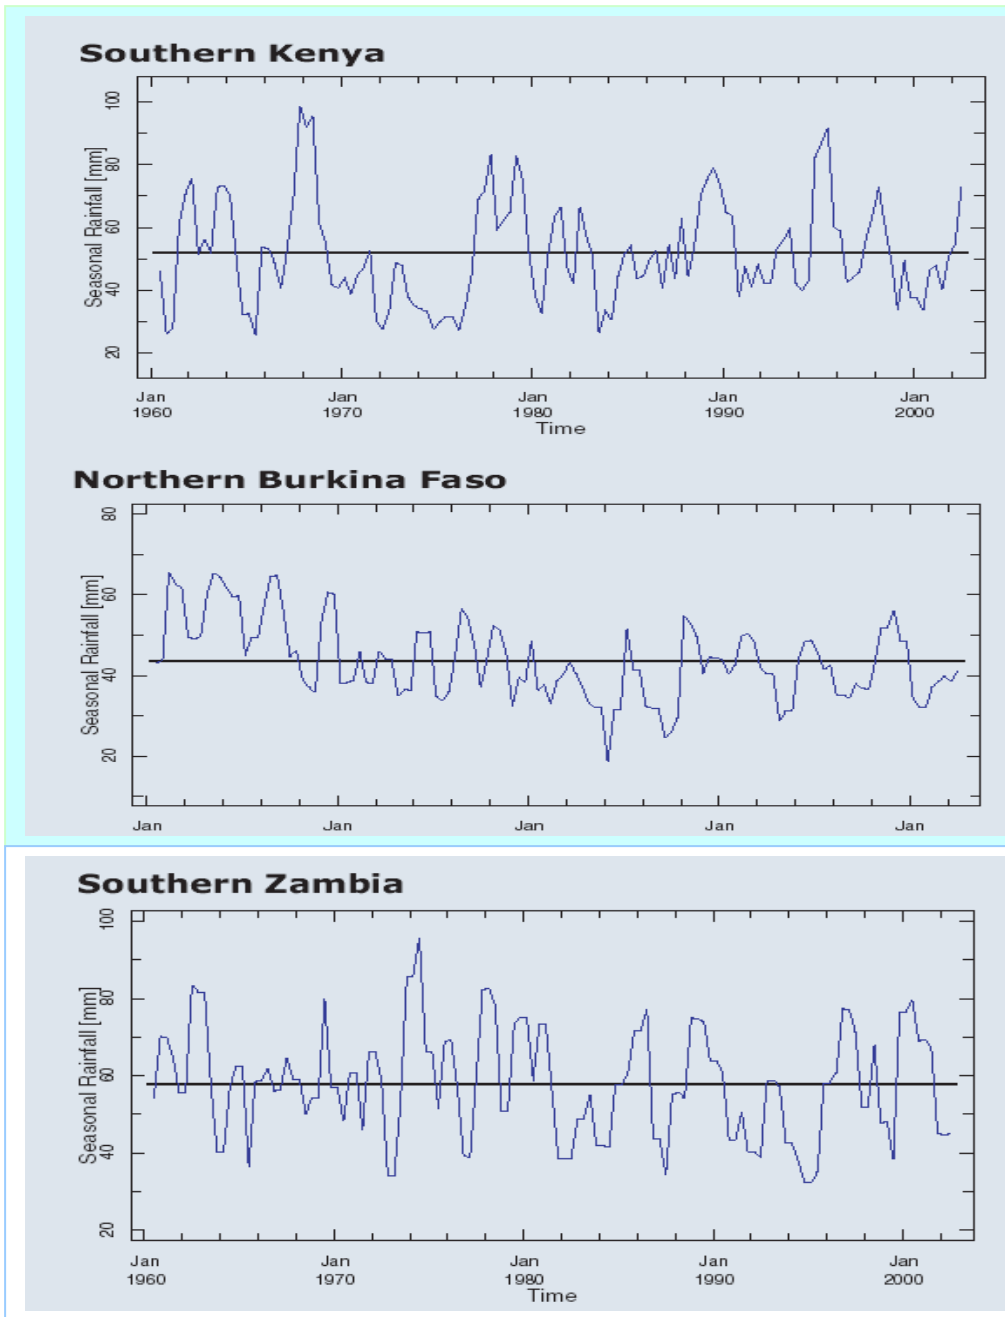 Southern Kenya
Seasonal Rainfall [mm]
100
80
60
40
20
Jan Jan Jan Jan Jan
1960 1970 1980 1990 2000
Time
Northern Burkina Faso
Seasonal Rainfall [mm]
80
60
40
20
Jan Jan Jan Jan Jan
Southern Zambia
Seasonal Rainfall [mm]
100
80
60
40
20
Jan Jan Jan Jan Jan
1960 1970 1980 1990 2000
Time